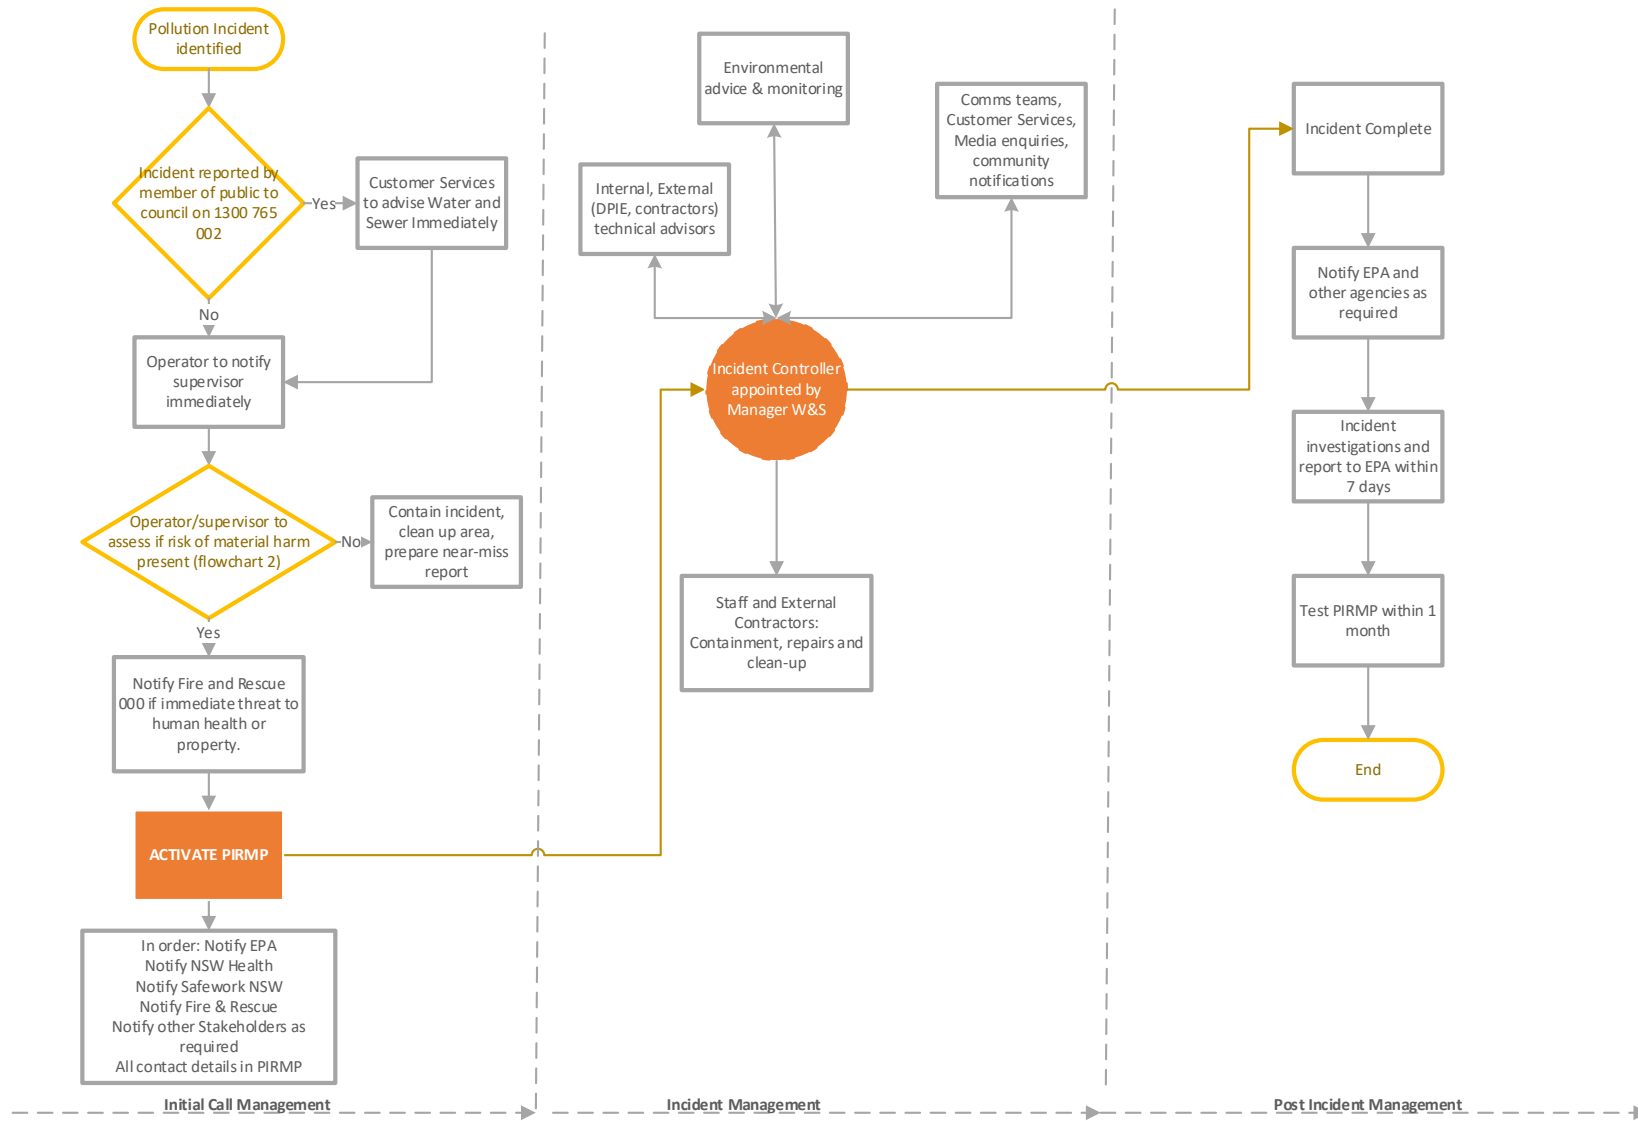 Pollution Incident
identified
Incident reported by
member of public to
council on 1300 765
002
Yes
Customer Services
to advise Water and
Sewer Immediately
No
Operator to notify
supervisor
immediately
Operator/supervisor to
assess if risk of material harm
present (flowchart 2)
No
Contain incident,
clean up area,
prepare near-miss
report
Yes
Notify Fire and Rescue
000 if immediate threat to
human health or
property.
ACTIVATE PIRMP
In order: Notify EPA
Notify NSW Health
Notify Safework NSW
Notify Fire & Rescue
Notify other Stakeholders as
required
All contact details in PIRMP
Initial Call Management
Environmental
advice & monitoring
Internal, External
(DPIE, contractors)
technical advisors
Comms teams,
Customer Services,
Media enquiries,
community
notifications
Incident Controller
appointed by
Manager W&S
Staff and External
Contractors:
Containment, repairs and
clean-up
Incident Management
Incident Complete
Notify EPA and
other agencies as
required
Incident
investigations and
report to EPA within
7 days
Test PIRMP within 1
month
End
Post Incident Management